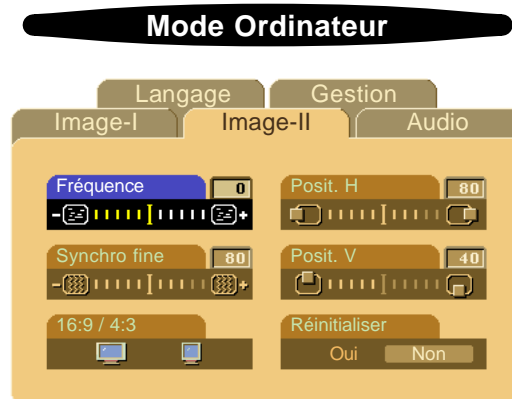 Mode Ordinateur
Langage Gestion
Image-I Image-II Audio
Fréquence 0
Posit. H 80
Synchro fine 80
Posit. V 40
16:9 / 4:3
Réinitialiser
Oui Non